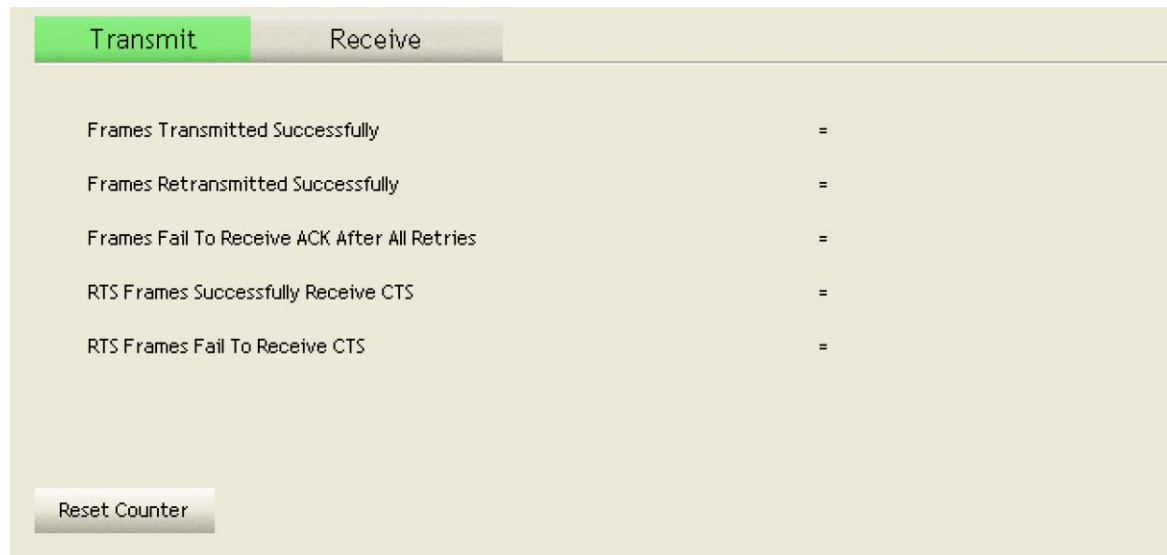 Transmit Receive
Frames Transmitted Successfully =
Frames Retransmitted Successfully =
Frames Fail To Receive ACK After All Retries =
RTS Frames Successfully Receive CTS =
RTS Frames Fail To Receive CTS =
Reset Counter